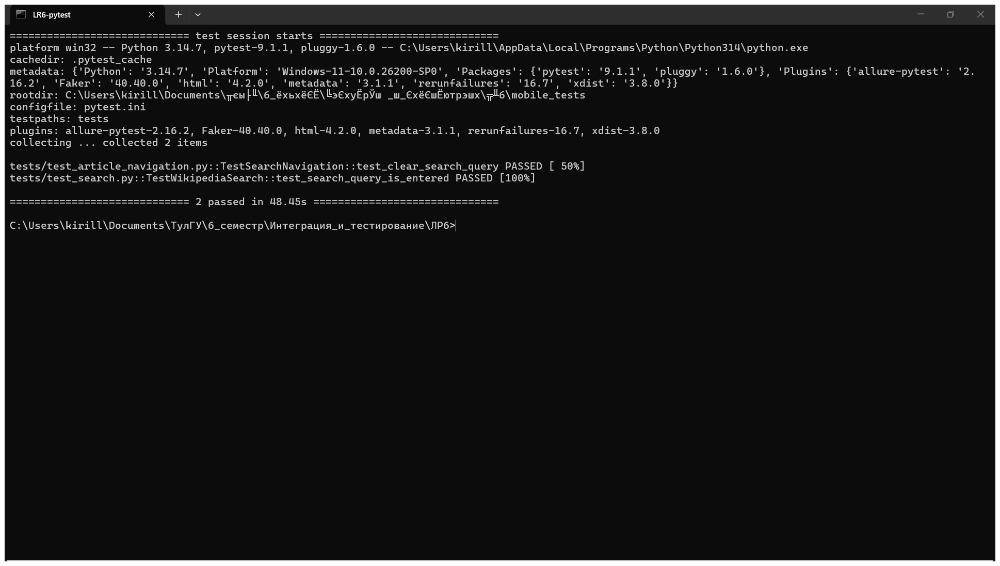 LR6-pytest
============================= test session starts =============================
platform win32 -- Python 3.14.7, pytest-9.1.1, pluggy-1.6.0 -- C:\Users\kirill\AppData\Local\Programs\Python\Python314\python.exe
cachedir: .pytest_cache
metadata: {'Python': '3.14.7', 'Platform': 'Windows-11-10.0.26200-SP0', 'Packages': {'pytest': '9.1.1', 'pluggy': '1.6.0'}, 'Plugins': {'allure-pytest': '2.
16.2', 'Faker': '40.40.0', 'html': '4.2.0', 'metadata': '3.1.1', 'rerunfailures': '16.7', 'xdist': '3.8.0'}}
rootdir: C:\Users\kirill\Documents\╥єы├╙\6_ёхьхёЄЁ\╚эЄхуЁрЎш _ш_ЄхёЄшЁютрэшх\╦╨6\mobile_tests
configfile: pytest.ini
testpaths: tests
plugins: allure-pytest-2.16.2, Faker-40.40.0, html-4.2.0, metadata-3.1.1, rerunfailures-16.7, xdist-3.8.0
collecting ... collected 2 items
tests/test_article_navigation.py::TestSearchNavigation::test_clear_search_query PASSED [ 50%]
tests/test_search.py::TestWikipediaSearch::test_search_query_is_entered PASSED [100%]
============================= 2 passed in 48.45s ==============================
C:\Users\kirill\Documents\ТулГУ\6_семестр\Интеграция_и_тестирование\ЛР6>